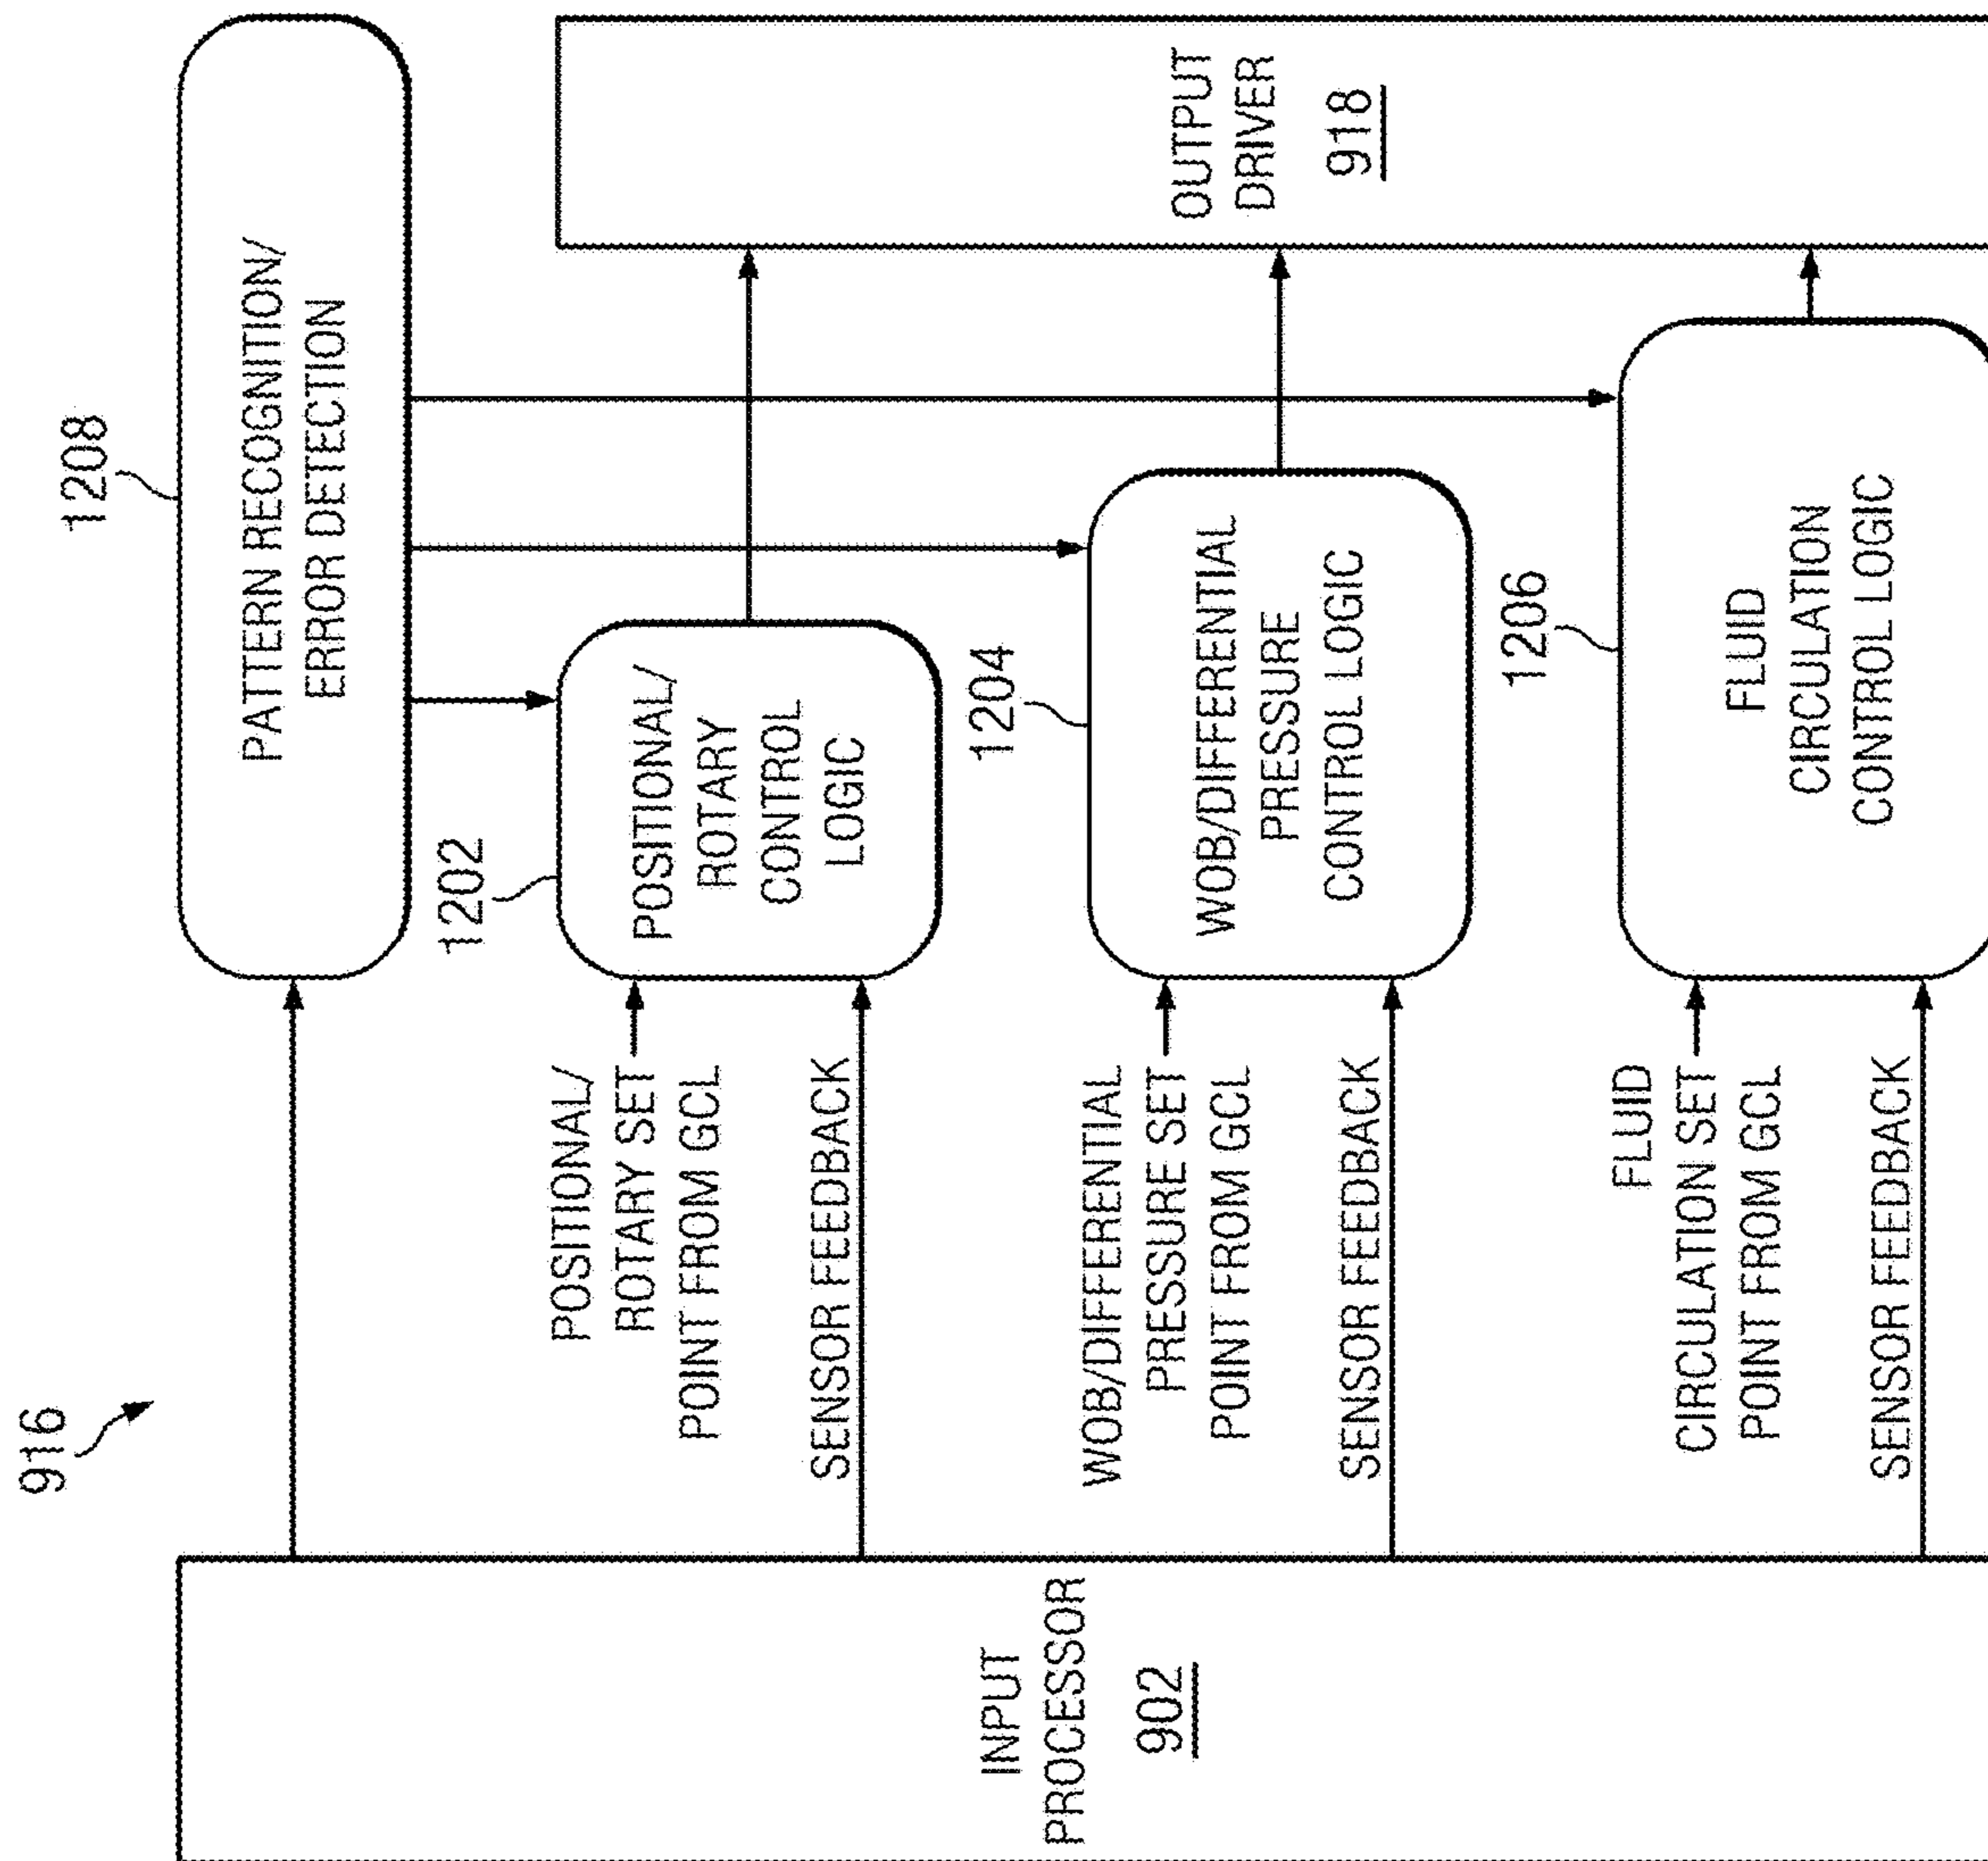 916
1208
PATTERN RECOGNITION/
ERROR DETECTION
INPUT
PROCESSOR
902
POSITIONAL/
ROTARY SET
POINT FROM GCL
SENSOR FEEDBACK
1202
POSITIONAL/
ROTARY
CONTROL
LOGIC
WOB/DIFFERENTIAL
PRESSURE SET
POINT FROM GCL
SENSOR FEEDBACK
1204
WOB/DIFFERENTIAL
PRESSURE
CONTROL LOGIC
FLUID
CIRCULATION SET
POINT FROM GCL
SENSOR FEEDBACK
1206
FLUID
CIRCULATION
CONTROL LOGIC
OUTPUT
DRIVER
918